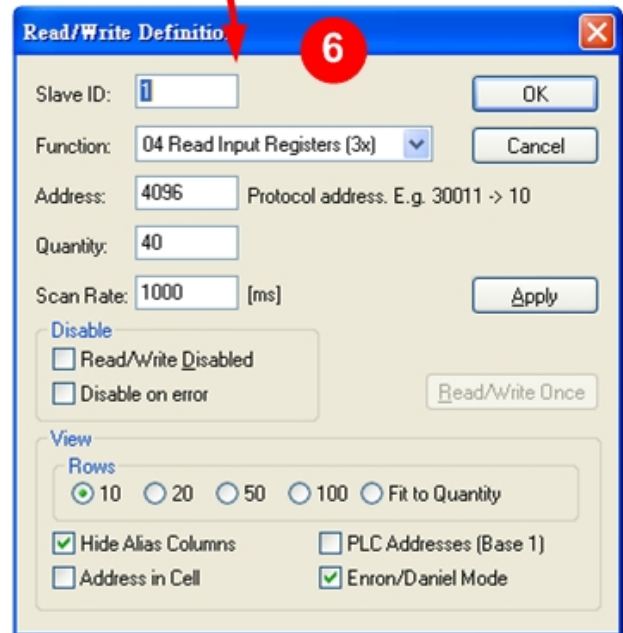 Read/Write Definition
6
Slave ID: 1
OK
Function: 04 Read Input Registers (3x)
Cancel
Address: 4096 Protocol address. E.g. 30011 -> 10
Quantity: 40
Scan Rate: 1000 [ms]
Apply
Disable
Read/Write Disabled
Disable on error
Read/Write Once
View
Rows
10 20 50 100 Fit to Quantity
Hide Alias Columns PLC Addresses (Base 1)
Address in Cell Enron/Daniel Mode